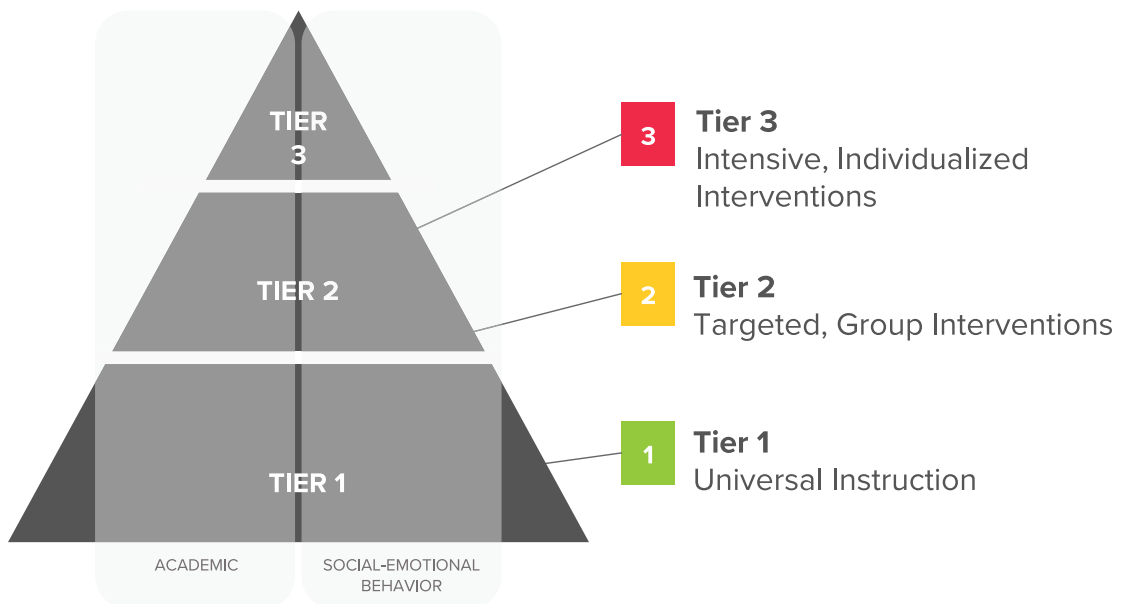 TIER
3
TIER 2
TIER 1
ACADEMIC
SOCIAL-EMOTIONAL
BEHAVIOR
3
Tier 3
Intensive, Individualized
Interventions
2
Tier 2
Targeted, Group Interventions
1
Tier 1
Universal Instruction